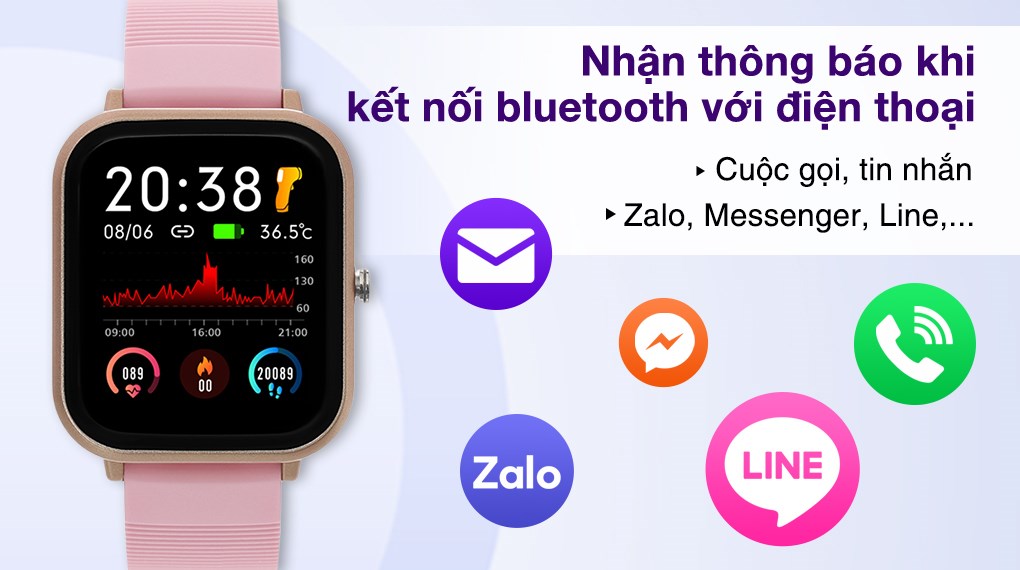 Nhận thông báo khi
kết nối bluetooth với điện thoại
▸ Cuộc gọi, tin nhắn
▸ Zalo, Messenger, Line,...
20:38
08/06 36.5℃
160
130
60
09:00 16:00 21:00
089 00 20089
Zalo
LINE